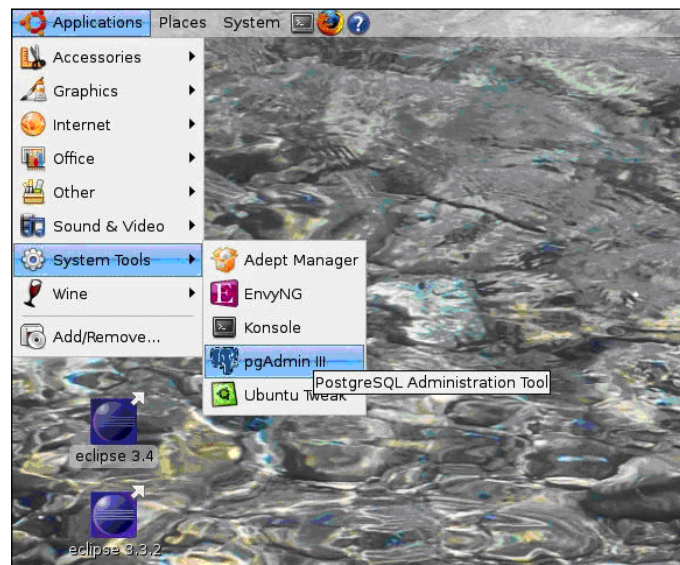 Applications Places System
Accessories
Graphics
Internet
Office
Other
Sound & Video
System Tools
Wine
Add/Remove...
Adept Manager
EnvyNG
Konsole
pgAdmin III
PostgreSQL Administration Tool
Ubuntu Tweak
eclipse 3.4
eclipse 3.3.2